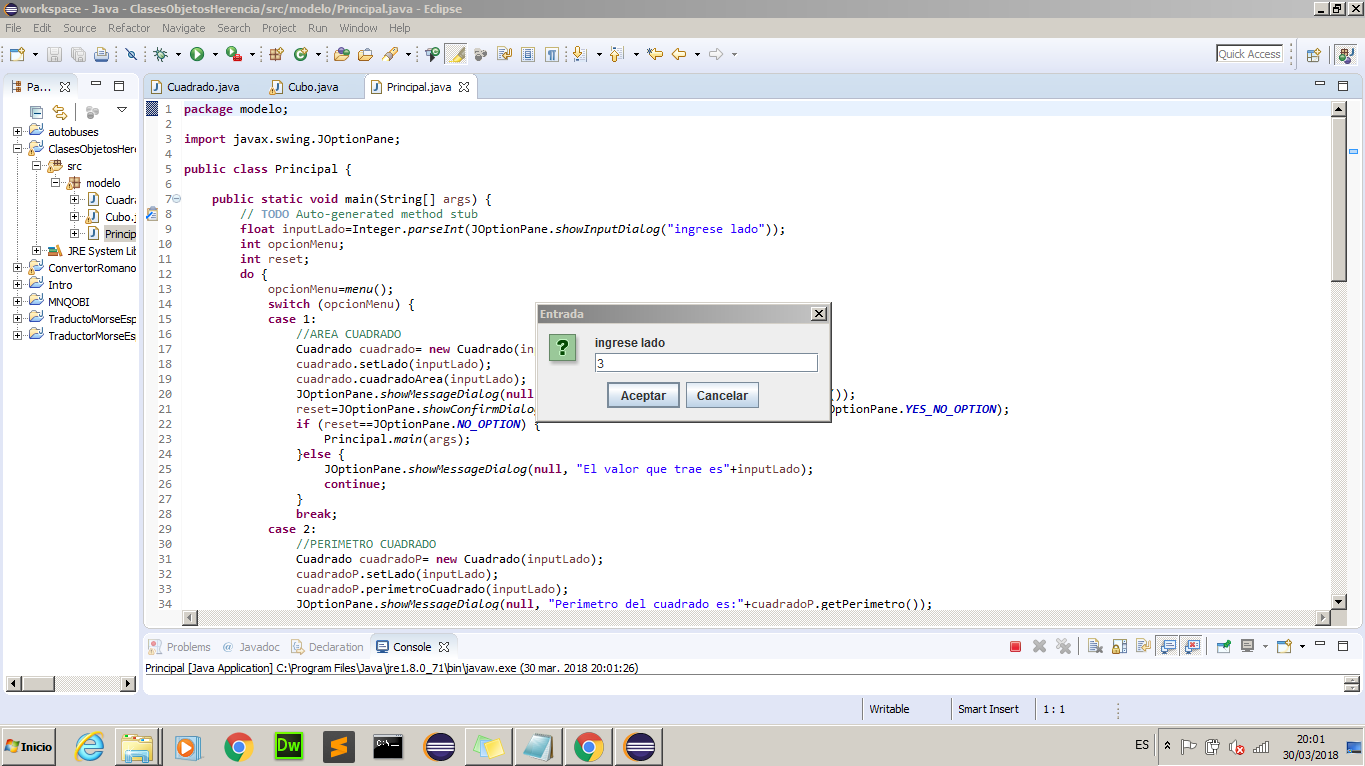 workspace - Java - ClasesObjetosHerencia/src/modelo/Principal.java - Eclipse
File Edit Source Refactor Navigate Search Project Run Window Help
Quick Access
Pa...
Cuadrado.java
Cubo.java
Principal.java
autobuses
ClasesObjetosHer
src
modelo
Cuadra
Cubo.j
Princip
JRE System Lib
ConvertorRomano
Intro
MNQOBI
TraductoMorseEsp
TraductorMorseEs
1 package modelo;
2
3 import javax.swing.JOptionPane;
4
5 public class Principal {
6
7 public static void main(String[] args) {
8 // TODO Auto-generated method stub
9 float inputLado=Integer.parseInt(JOptionPane.showInputDialog("ingrese lado"));
10 int opcionMenu;
11 int reset;
12 do {
13 opcionMenu=menu();
14 switch (opcionMenu) {
15 case 1:
16 //AREA CUADRADO
17 Cuadrado cuadrado= new Cuadrado(in
18 cuadrado.setLado(inputLado);
19 cuadrado.cuadradoArea(inputLado);
20 JOptionPane.showMessageDialog(null ());
21 reset=JOptionPane.showConfirmDialo OptionPane.YES_NO_OPTION);
22 if (reset==JOptionPane.NO_OPTION) {
23 Principal.main(args);
24 }else {
25 JOptionPane.showMessageDialog(null, "El valor que trae es"+inputLado);
26 continue;
27 }
28 break;
29 case 2:
30 //PERIMETRO CUADRADO
31 Cuadrado cuadradoP= new Cuadrado(inputLado);
32 cuadradoP.setLado(inputLado);
33 cuadradoP.perimetroCuadrado(inputLado);
34 JOptionPane.showMessageDialog(null, "Perimetro del cuadrado es:"+cuadradoP.getPerimetro());
Entrada
?
ingrese lado
3
Aceptar Cancelar
Problems @ Javadoc Declaration Console
Principal [Java Application] C:\Program Files\Java\jre1.8.0_71\bin\javaw.exe (30 mar. 2018 20:01:26)
Writable Smart Insert 1 : 1
Inicio
Dw
C:\_
ES
20:01
30/03/2018